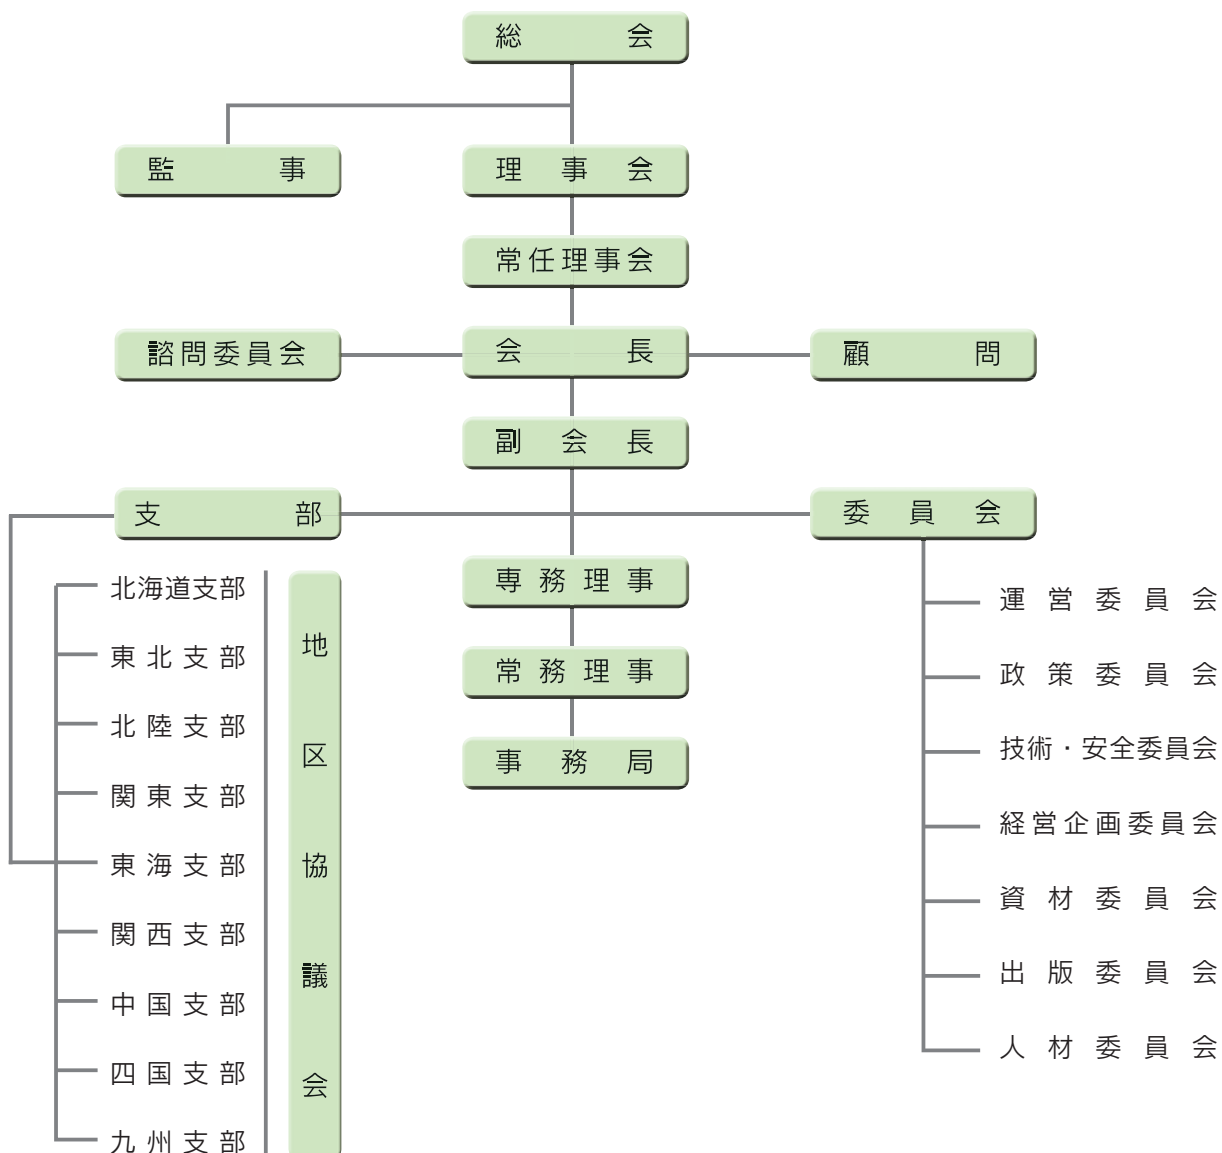 総会
監事
理事会
常任理事会
諮問委員会
会長
顧問
副会長
支部
委員会
専務理事
常務理事
事務局
北海道支部
東北支部
北陸支部
関東支部
東海支部
関西支部
中国支部
四国支部
九州支部
地区協議会
運営委員会
政策委員会
技術・安全委員会
経営企画委員会
資材委員会
出版委員会
人材委員会